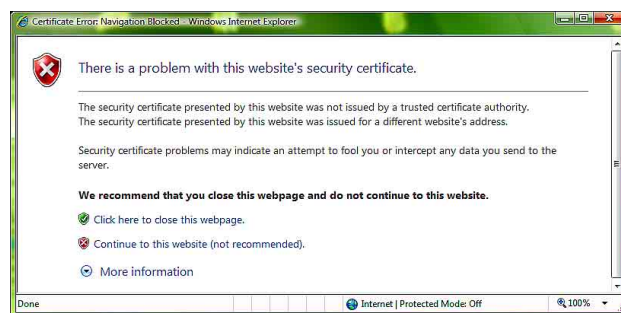 Certificate Error: Navigation Blocked - Windows Internet Explorer
There is a problem with this website's security certificate.
The security certificate presented by this website was not issued by a trusted certificate authority.
The security certificate presented by this website was issued for a different website's address.
Security certificate problems may indicate an attempt to fool you or intercept any data you send to the
server.
We recommend that you close this webpage and do not continue to this website.
Click here to close this webpage.
Continue to this website (not recommended).
More information
Done Internet | Protected Mode: Off 100%